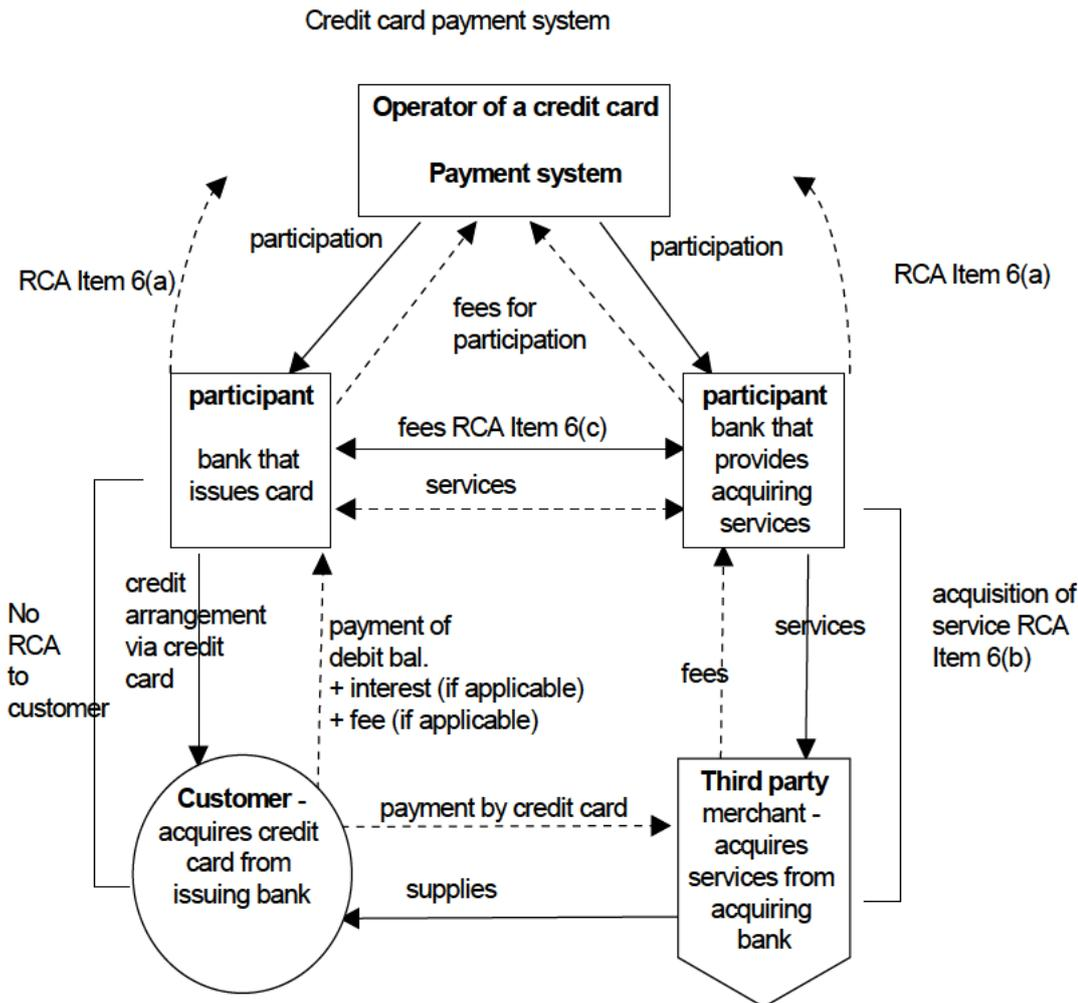 Credit card payment system
Operator of a credit card
Payment system
participation
participation
RCA Item 6(a)
RCA Item 6(a)
fees for
participation
participant
bank that
issues card
fees RCA Item 6(c)
services
participant
bank that
provides
acquiring
services
No
RCA
to
customer
credit
arrangement
via credit
card
payment of
debit bal.
+ interest (if applicable)
+ fee (if applicable)
fees
services
acquisition of
service RCA
Item 6(b)
Customer -
acquires credit
card from
issuing bank
payment by credit card
supplies
Third party
merchant -
acquires
services from
acquiring
bank